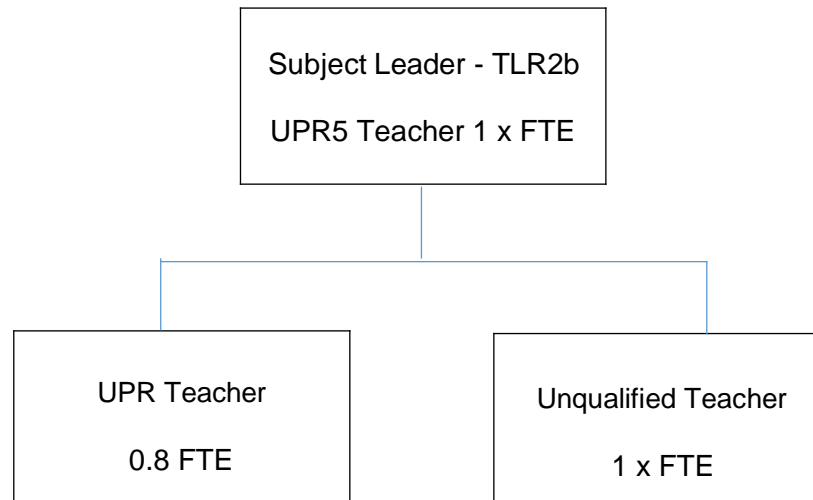 Subject Leader - TLR2b
UPR5 Teacher 1 x FTE
UPR Teacher
0.8 FTE
Unqualified Teacher
1 x FTE